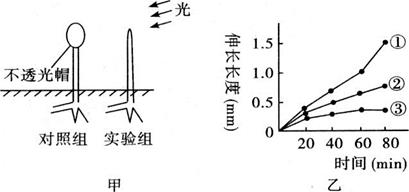 光
不透光帽
对照组 实验组
甲
伸长长度(mm)
1.5
1.0
0.5
0
20 40 60 80
时间(min)
①
②
③
乙